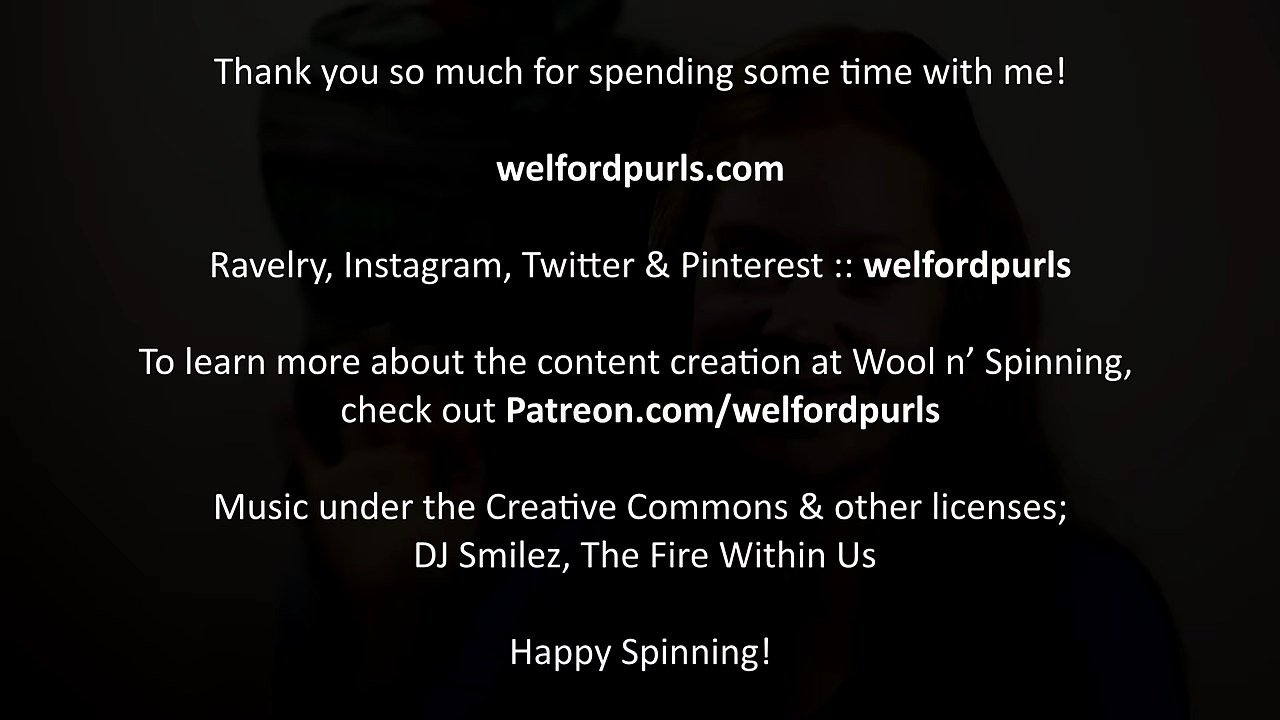 Thank you so much for spending some time with me!
welfordpurls.com
Ravelry, Instagram, Twitter & Pinterest :: welfordpurls
To learn more about the content creation at Wool n’ Spinning,
check out Patreon.com/welfordpurls
Music under the Creative Commons & other licenses;
DJ Smilez, The Fire Within Us
Happy Spinning!